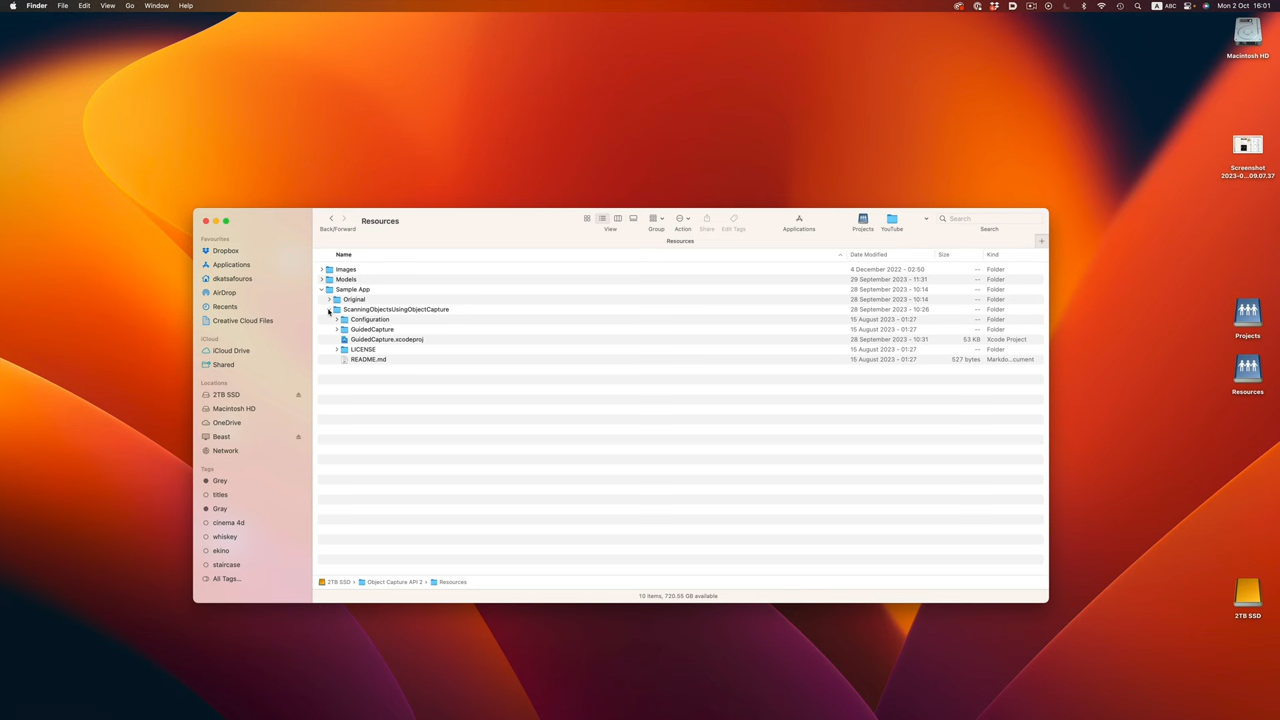 Finder File Edit View Go Window Help
A ABC Mon 2 Oct 16:01
Macintosh HD
Screenshot
2023-0...09.07.37
Projects
Resources
2TB SSD
Resources
Back/Forward View Group Action Share Edit Tags Applications Projects YouTube Search
Search
Resources
Favourites
Dropbox
Applications
dkatsafouros
AirDrop
Recents
Creative Cloud Files
iCloud
iCloud Drive
Shared
Locations
2TB SSD
Macintosh HD
OneDrive
Beast
Network
Tags
Grey
titles
Gray
cinema 4d
whiskey
ekino
staircase
All Tags...
Name Date Modified Size Kind
Images 4 December 2022 - 02:50 -- Folder
Models 29 September 2023 - 11:31 -- Folder
Sample App 28 September 2023 - 10:14 -- Folder
Original 28 September 2023 - 10:14 -- Folder
ScanningObjectsUsingObjectCapture 28 September 2023 - 10:26 -- Folder
Configuration 15 August 2023 - 01:27 -- Folder
GuidedCapture 15 August 2023 - 01:27 -- Folder
GuidedCapture.xcodeproj 28 September 2023 - 10:31 53 KB Xcode Project
LICENSE 15 August 2023 - 01:27 -- Folder
README.md 15 August 2023 - 01:27 527 bytes Markdo...cument
2TB SSD › Object Capture API 2 › Resources
10 items, 720.55 GB available